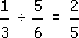 1/3 ÷ 5/6 = 2/5